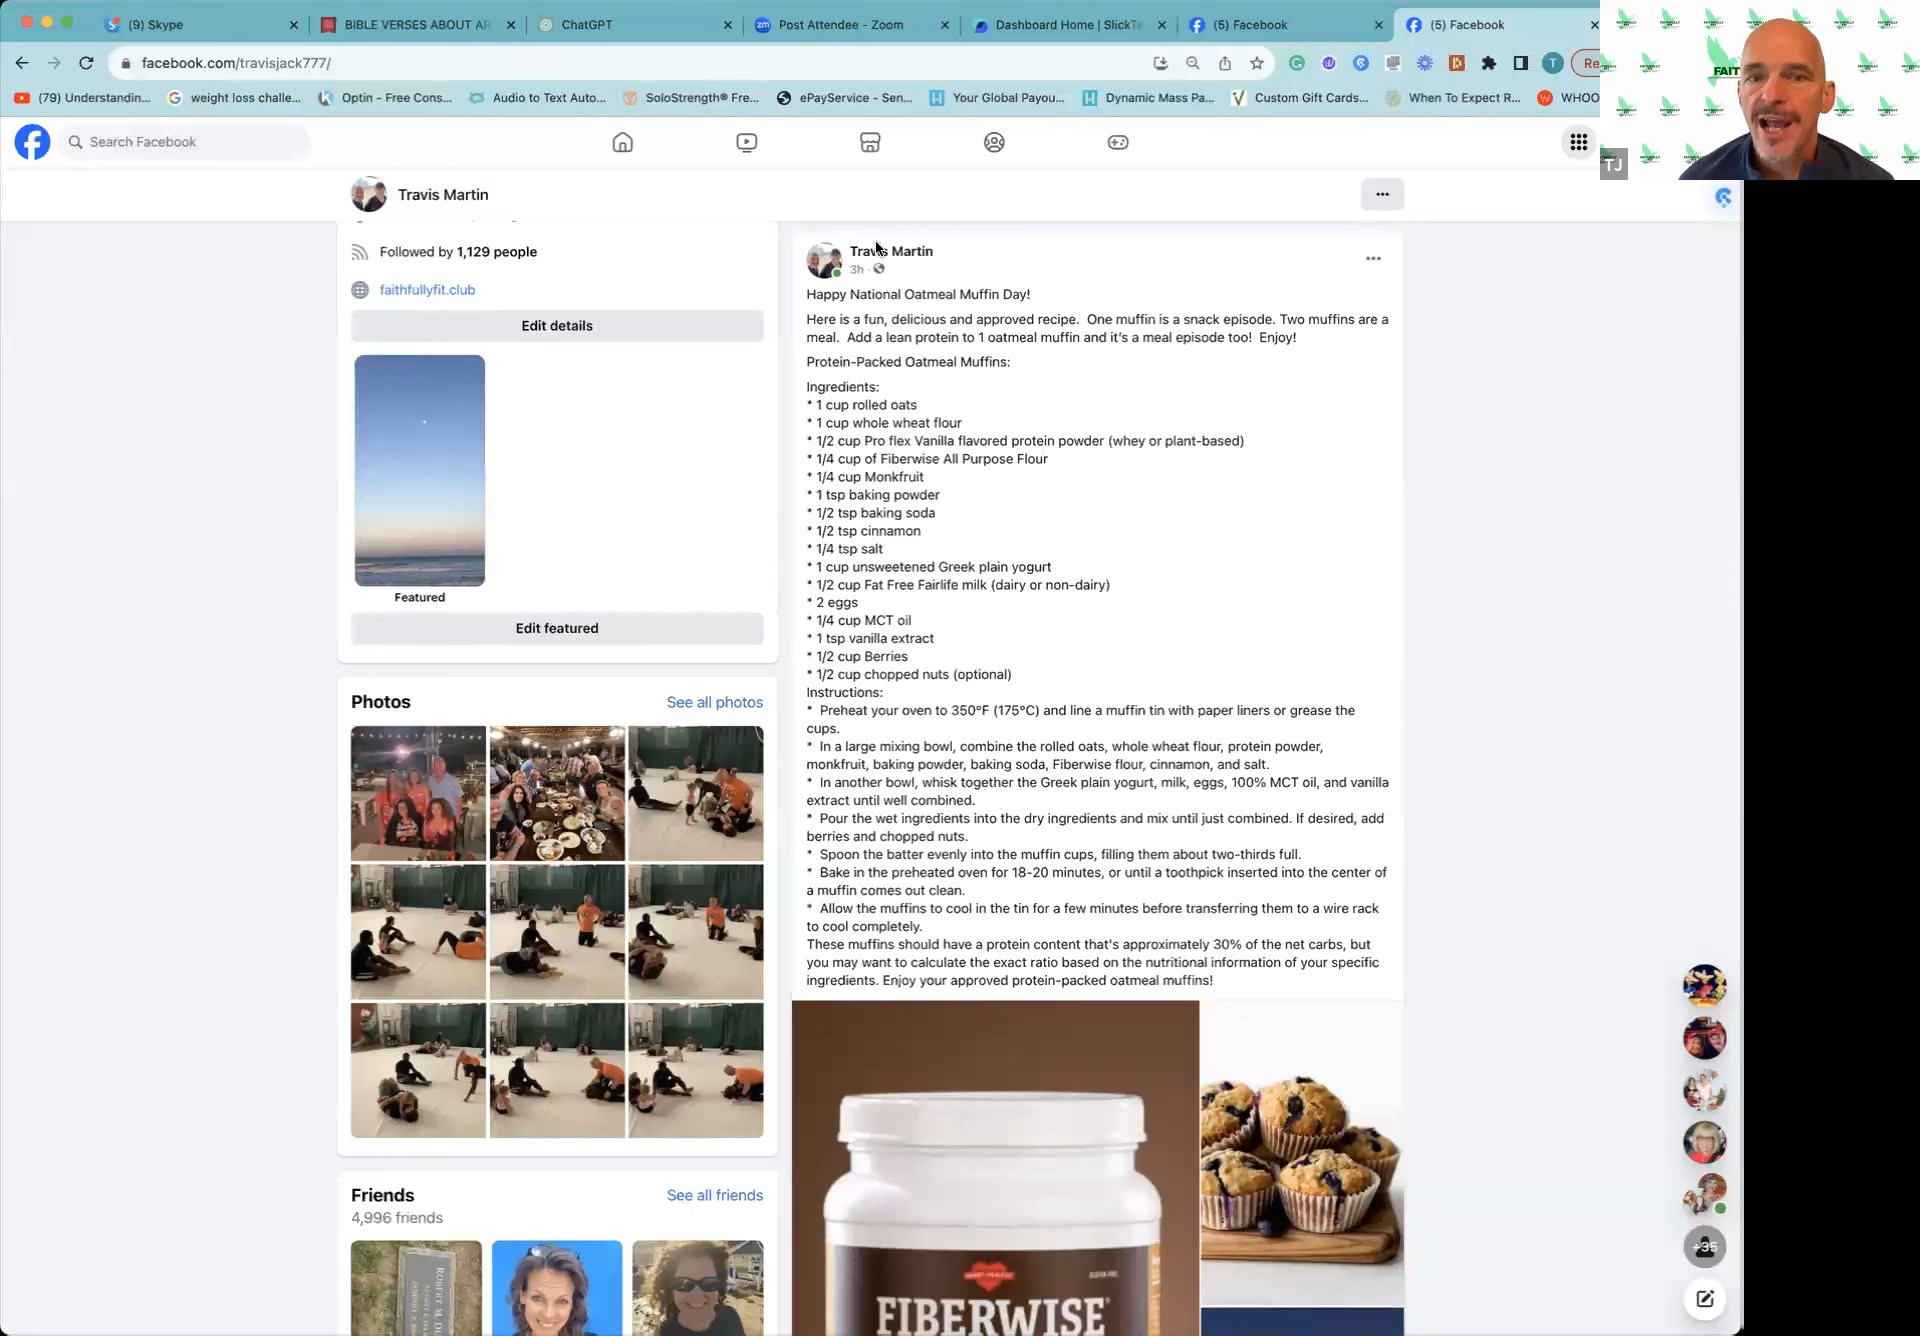 (9) Skype
BIBLE VERSES ABOUT AR
ChatGPT
Post Attendee - Zoom
Dashboard Home | SlickTe
(5) Facebook
(5) Facebook
facebook.com/travisjack777/
T
Re
(79) Understandin...
weight loss challe...
Optin - Free Cons...
Audio to Text Auto...
SoloStrength® Fre...
ePayService - Sen...
Your Global Payou...
Dynamic Mass Pa...
Custom Gift Cards...
When To Expect R...
WHOO
FAIT
TJ
Search Facebook
Travis Martin
Followed by 1,129 people
faithfullyfit.club
Edit details
Featured
Edit featured
Photos
See all photos
Friends
See all friends
4,996 friends
Travis Martin
3h
Happy National Oatmeal Muffin Day!
Here is a fun, delicious and approved recipe.  One muffin is a snack episode. Two muffins are a
meal.  Add a lean protein to 1 oatmeal muffin and it's a meal episode too!  Enjoy!
Protein-Packed Oatmeal Muffins:
Ingredients:
* 1 cup rolled oats
* 1 cup whole wheat flour
* 1/2 cup Pro flex Vanilla flavored protein powder (whey or plant-based)
* 1/4 cup of Fiberwise All Purpose Flour
* 1/4 cup Monkfruit
* 1 tsp baking powder
* 1/2 tsp baking soda
* 1/2 tsp cinnamon
* 1/4 tsp salt
* 1 cup unsweetened Greek plain yogurt
* 1/2 cup Fat Free Fairlife milk (dairy or non-dairy)
* 2 eggs
* 1/4 cup MCT oil
* 1 tsp vanilla extract
* 1/2 cup Berries
* 1/2 cup chopped nuts (optional)
Instructions:
*  Preheat your oven to 350°F (175°C) and line a muffin tin with paper liners or grease the
cups.
*  In a large mixing bowl, combine the rolled oats, whole wheat flour, protein powder,
monkfruit, baking powder, baking soda, Fiberwise flour, cinnamon, and salt.
*  In another bowl, whisk together the Greek plain yogurt, milk, eggs, 100% MCT oil, and vanilla
extract until well combined.
*  Pour the wet ingredients into the dry ingredients and mix until just combined. If desired, add
berries and chopped nuts.
*  Spoon the batter evenly into the muffin cups, filling them about two-thirds full.
*  Bake in the preheated oven for 18-20 minutes, or until a toothpick inserted into the center of
a muffin comes out clean.
*  Allow the muffins to cool in the tin for a few minutes before transferring them to a wire rack
to cool completely.
These muffins should have a protein content that's approximately 30% of the net carbs, but
you may want to calculate the exact ratio based on the nutritional information of your specific
ingredients. Enjoy your approved protein-packed oatmeal muffins!
FIBERWISE
+35